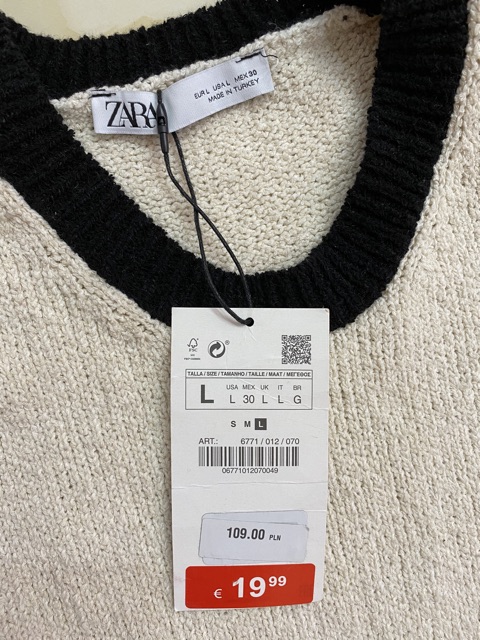 ZARA
EUR L USA L MEX 30
MADE IN TURKEY
FSC
TALLA / SIZE / TAMANHO / TAILLE / MAAT / ΜΕΓΕΘΟΣ
L
USA MEX UK IT BR
L 30 L L G
S M L
ART.: 6771 / 012 / 070
06771012070049
109.00 PLN
€ 19 99